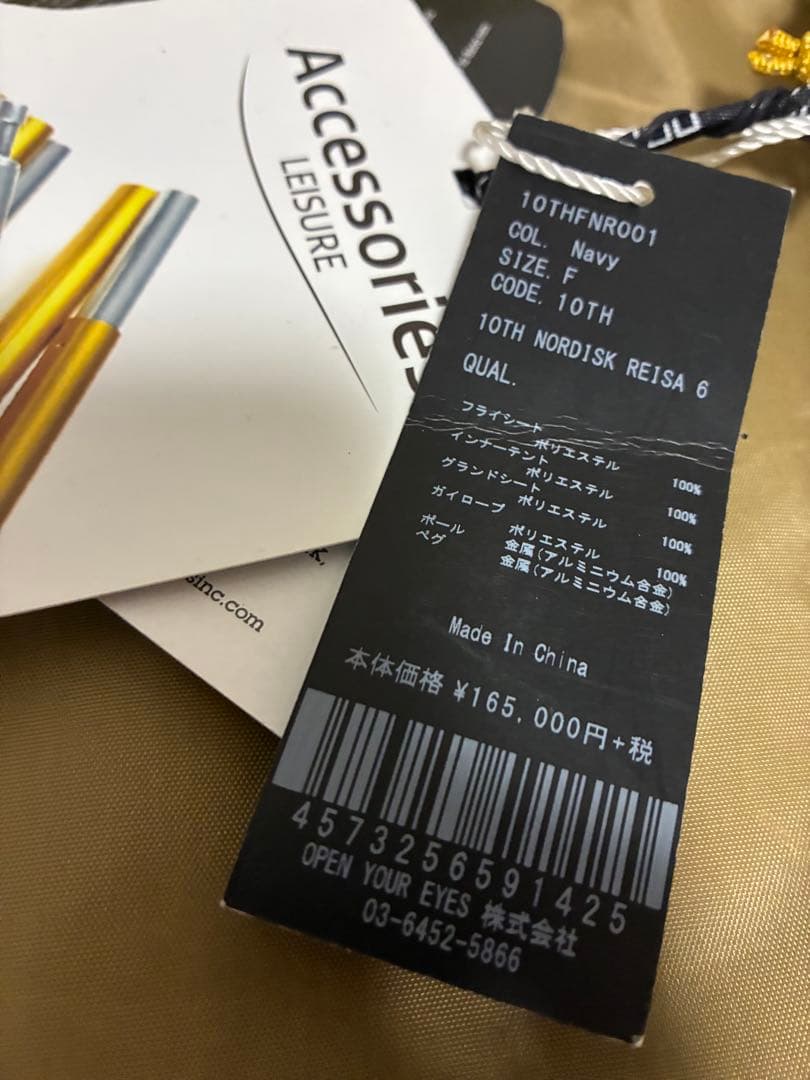 Accessories
LEISURE
sinc.com
10THFNR001
COL. Navy
SIZE. F
CODE. 10TH
10TH NORDISK REISA 6
QUAL.
フライシート
ポリエステル 100%
インナーテント
ポリエステル 100%
グランドシート
ポリエステル 100%
ガイロープ
ポリエステル 100%
ポール 金属(アルミニウム合金)
ペグ 金属(アルミニウム合金)
Made In China
本体価格 ¥165,000円+税
4573256591425
OPEN YOUR EYES 株式会社
03-6452-5866